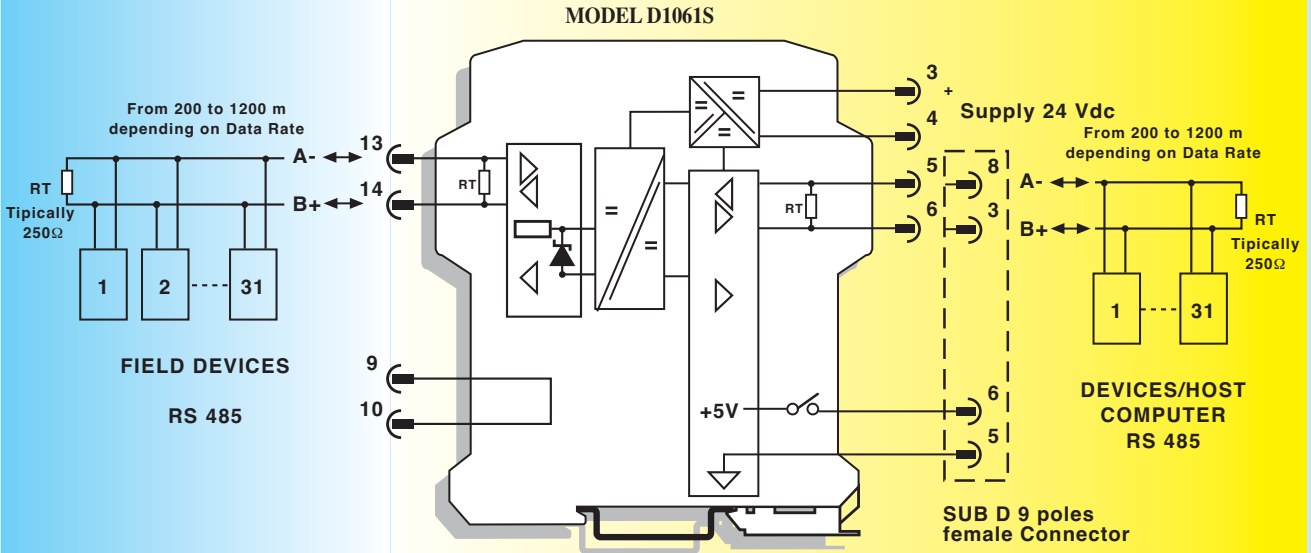 MODEL D1061S
From 200 to 1200 m
depending on Data Rate
A-
B+
13
14
RT
Tipically
250Ω
1
2
31
FIELD DEVICES
RS 485
9
10
RT
=
=
=
=
=
RT
+5V
3
+
4
Supply 24 Vdc
5
6
8
3
6
5
From 200 to 1200 m
depending on Data Rate
A-
B+
RT
Tipically
250Ω
1
31
DEVICES/HOST
COMPUTER
RS 485
SUB D 9 poles
female Connector